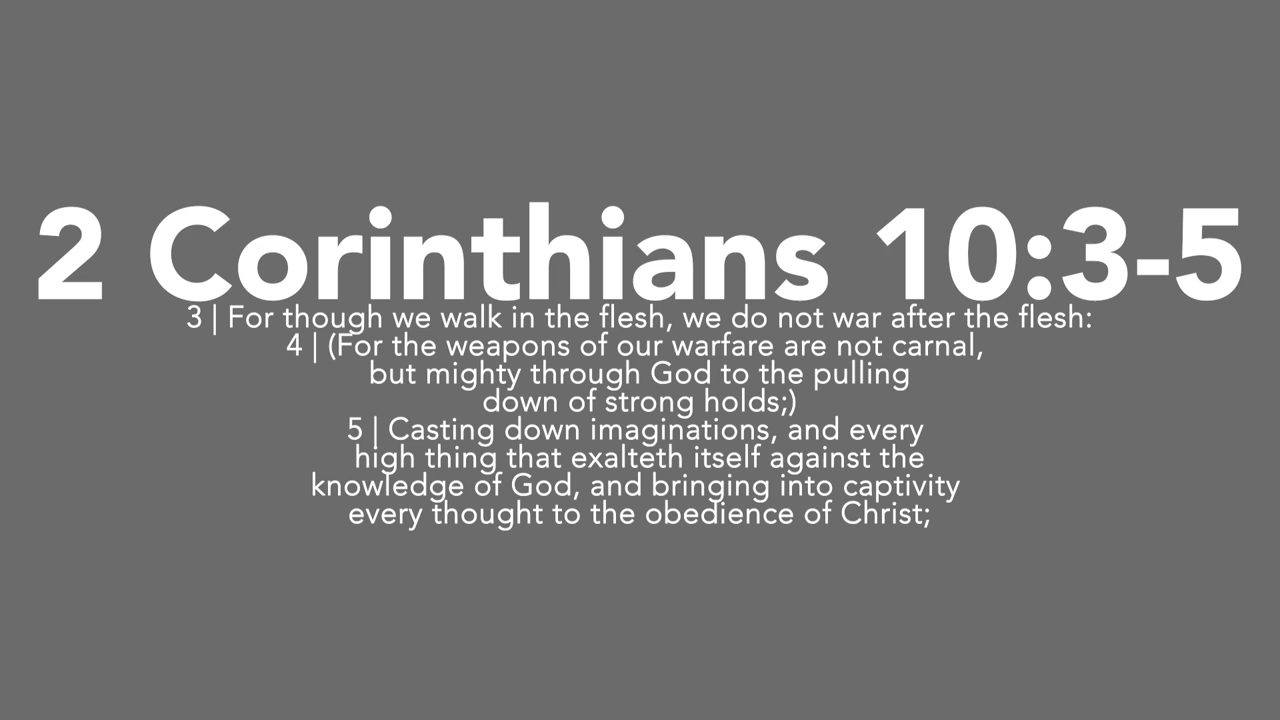 2 Corinthians 10:3-5
3 | For though we walk in the flesh, we do not war after the flesh:
4 | (For the weapons of our warfare are not carnal,
but mighty through God to the pulling
down of strong holds;)
5 | Casting down imaginations, and every
high thing that exalteth itself against the
knowledge of God, and bringing into captivity
every thought to the obedience of Christ;